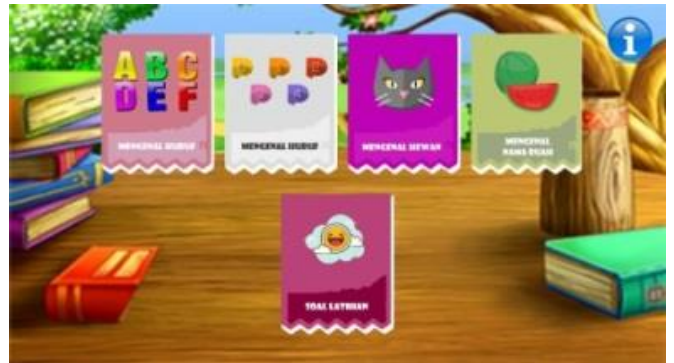 A B C
D E F
MENGENAL HURUF
MENGENAL HURUF
MENGENAL HEWAN
MENGENAL
NAMA BUAH
SOAL LATIHAN
i